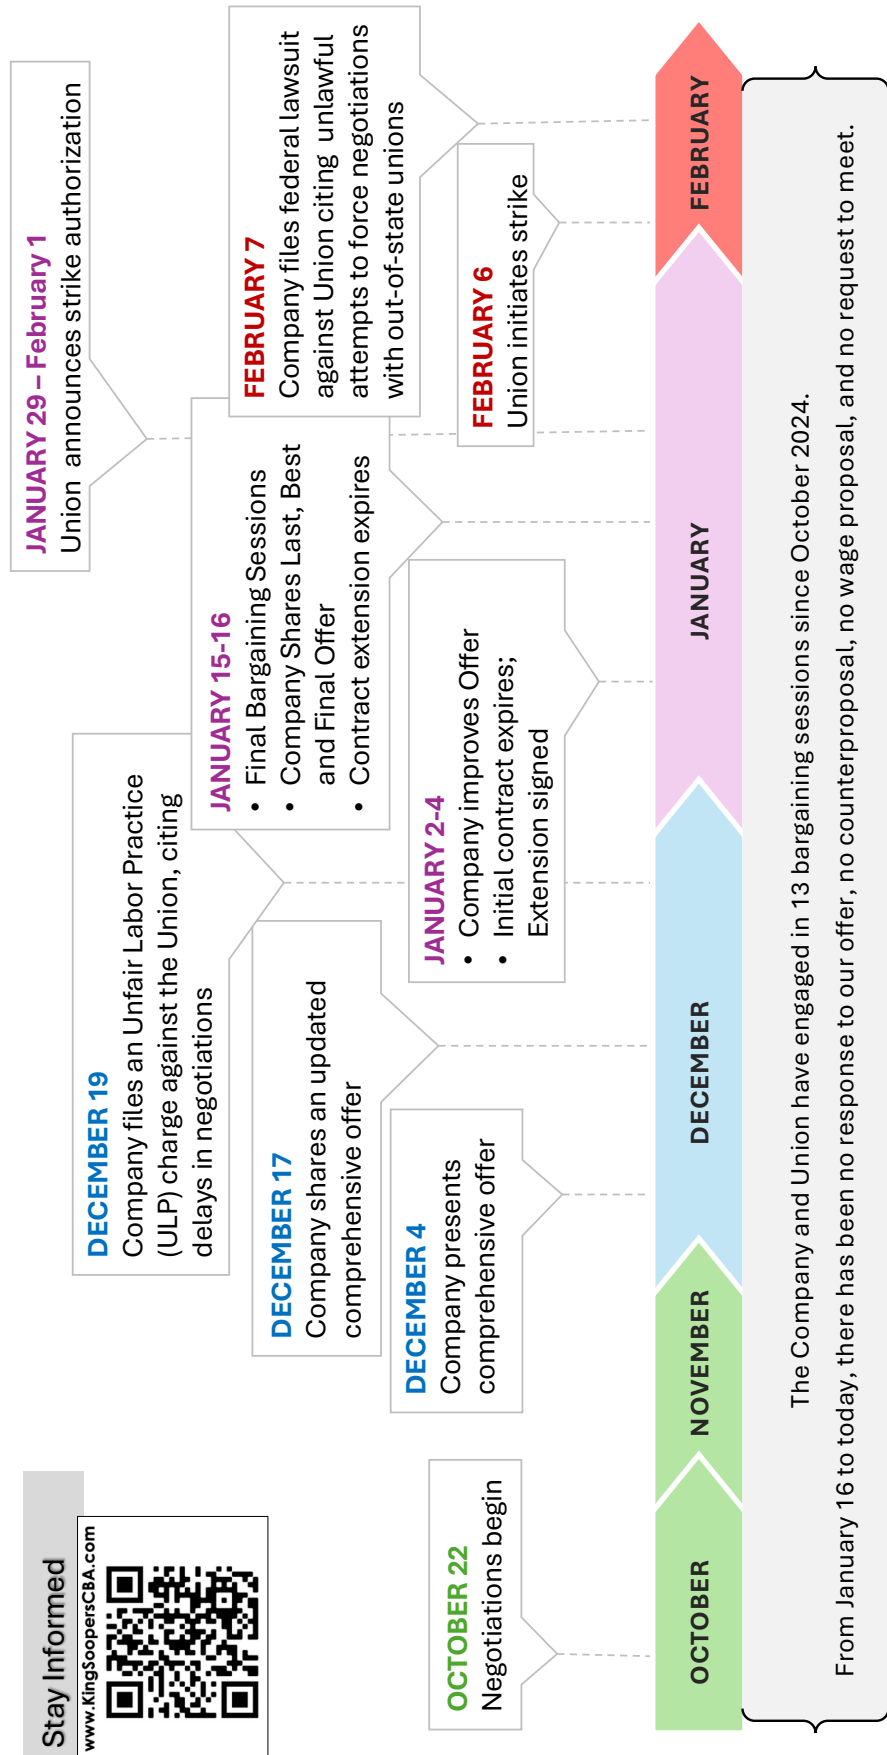 Stay Informed
www.KingSoopersCBA.com
OCTOBER 22
Negotiations begin
DECEMBER 4
Company presents
comprehensive offer
DECEMBER 17
Company shares an updated
comprehensive offer
DECEMBER 19
Company files an Unfair Labor Practice
(ULP) charge against the Union, citing
delays in negotiations
JANUARY 2-4
• Company improves Offer
• Initial contract expires;
Extension signed
JANUARY 15-16
• Final Bargaining Sessions
• Company Shares Last, Best
and Final Offer
• Contract extension expires
JANUARY 29 – February 1
Union announces strike authorization
FEBRUARY 6
Union initiates strike
FEBRUARY 7
Company files federal lawsuit
against Union citing unlawful
attempts to force negotiations
with out-of-state unions
OCTOBER
NOVEMBER
DECEMBER
JANUARY
FEBRUARY
The Company and Union have engaged in 13 bargaining sessions since October 2024.
From January 16 to today, there has been no response to our offer, no counterproposal, no wage proposal, and no request to meet.